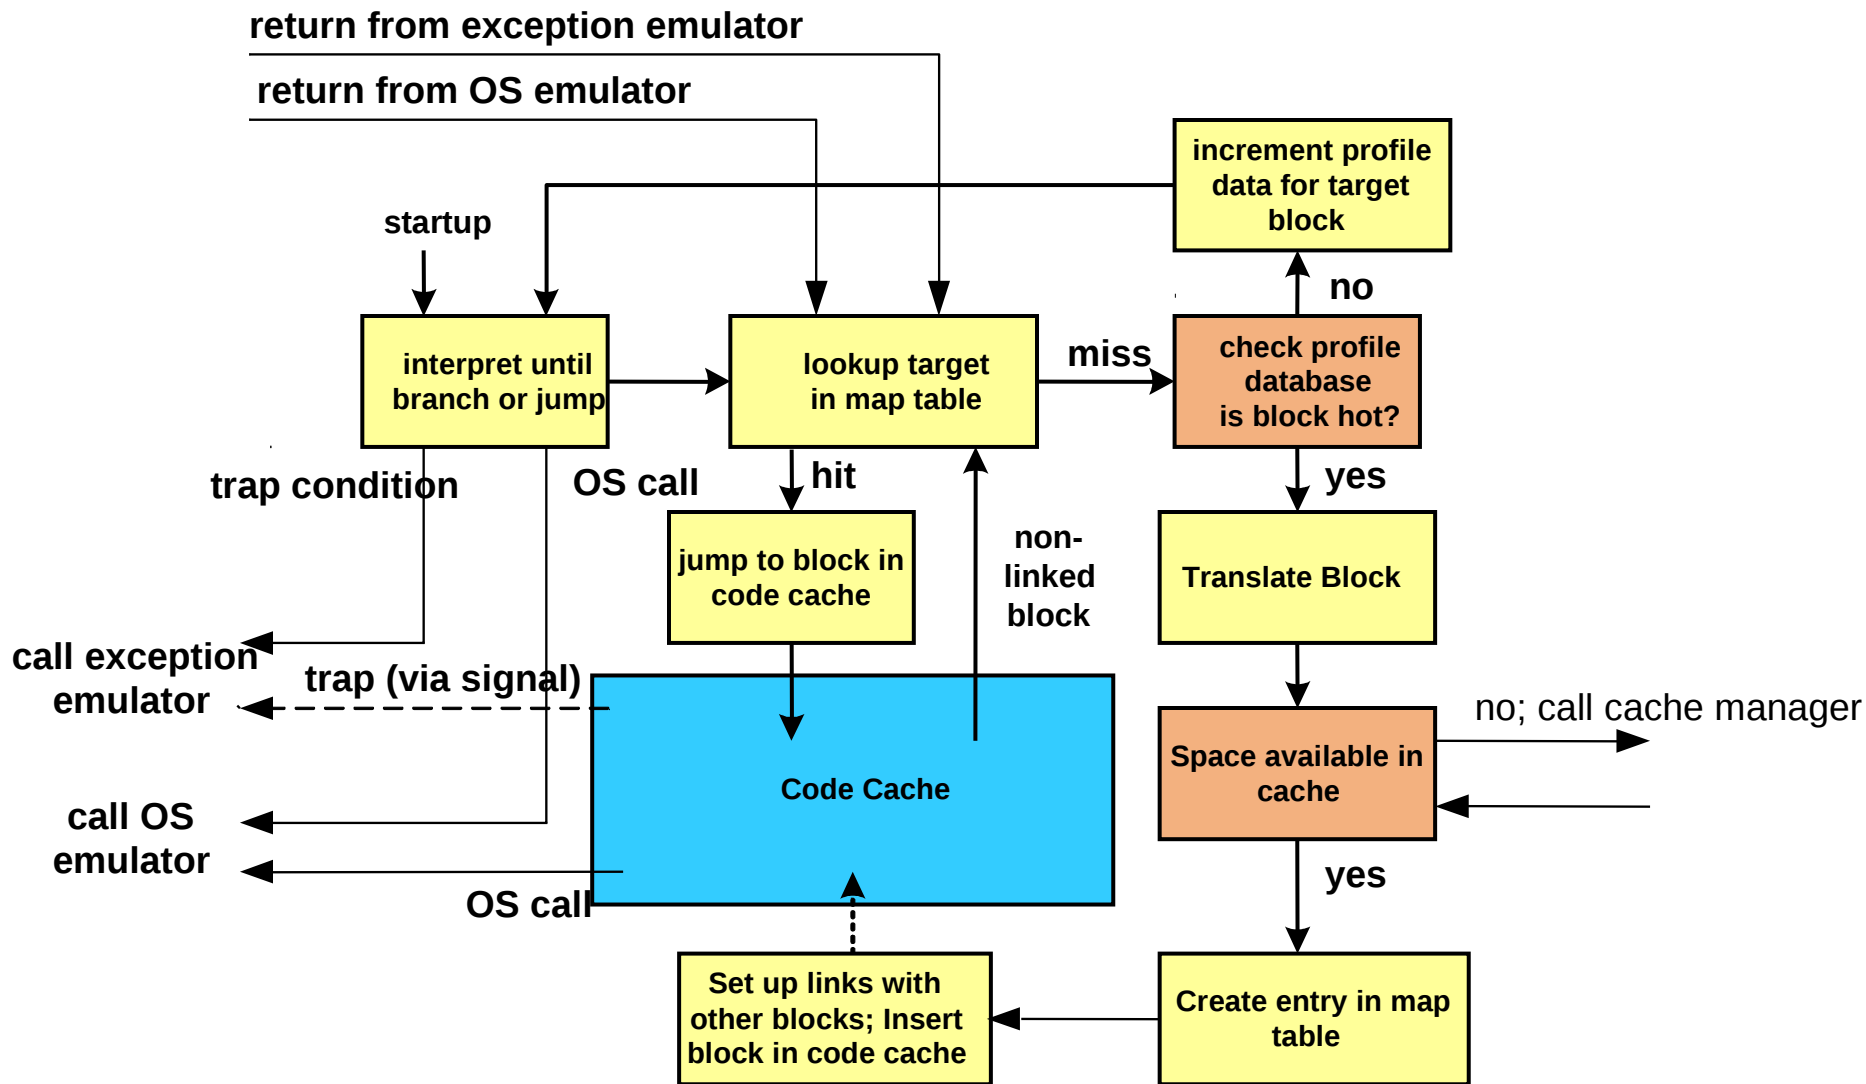 return from exception emulator
return from OS emulator
increment profile
data for target
block
startup
no
interpret until
branch or jump
lookup target
in map table
miss
check profile
database
is block hot?
trap condition
OS call
hit
yes
jump to block in
code cache
non-
linked
block
Translate Block
call exception
emulator
trap (via signal)
no; call cache manager
Space available in
cache
Code Cache
call OS
emulator
OS call
yes
Set up links with
other blocks; Insert
block in code cache
Create entry in map
table